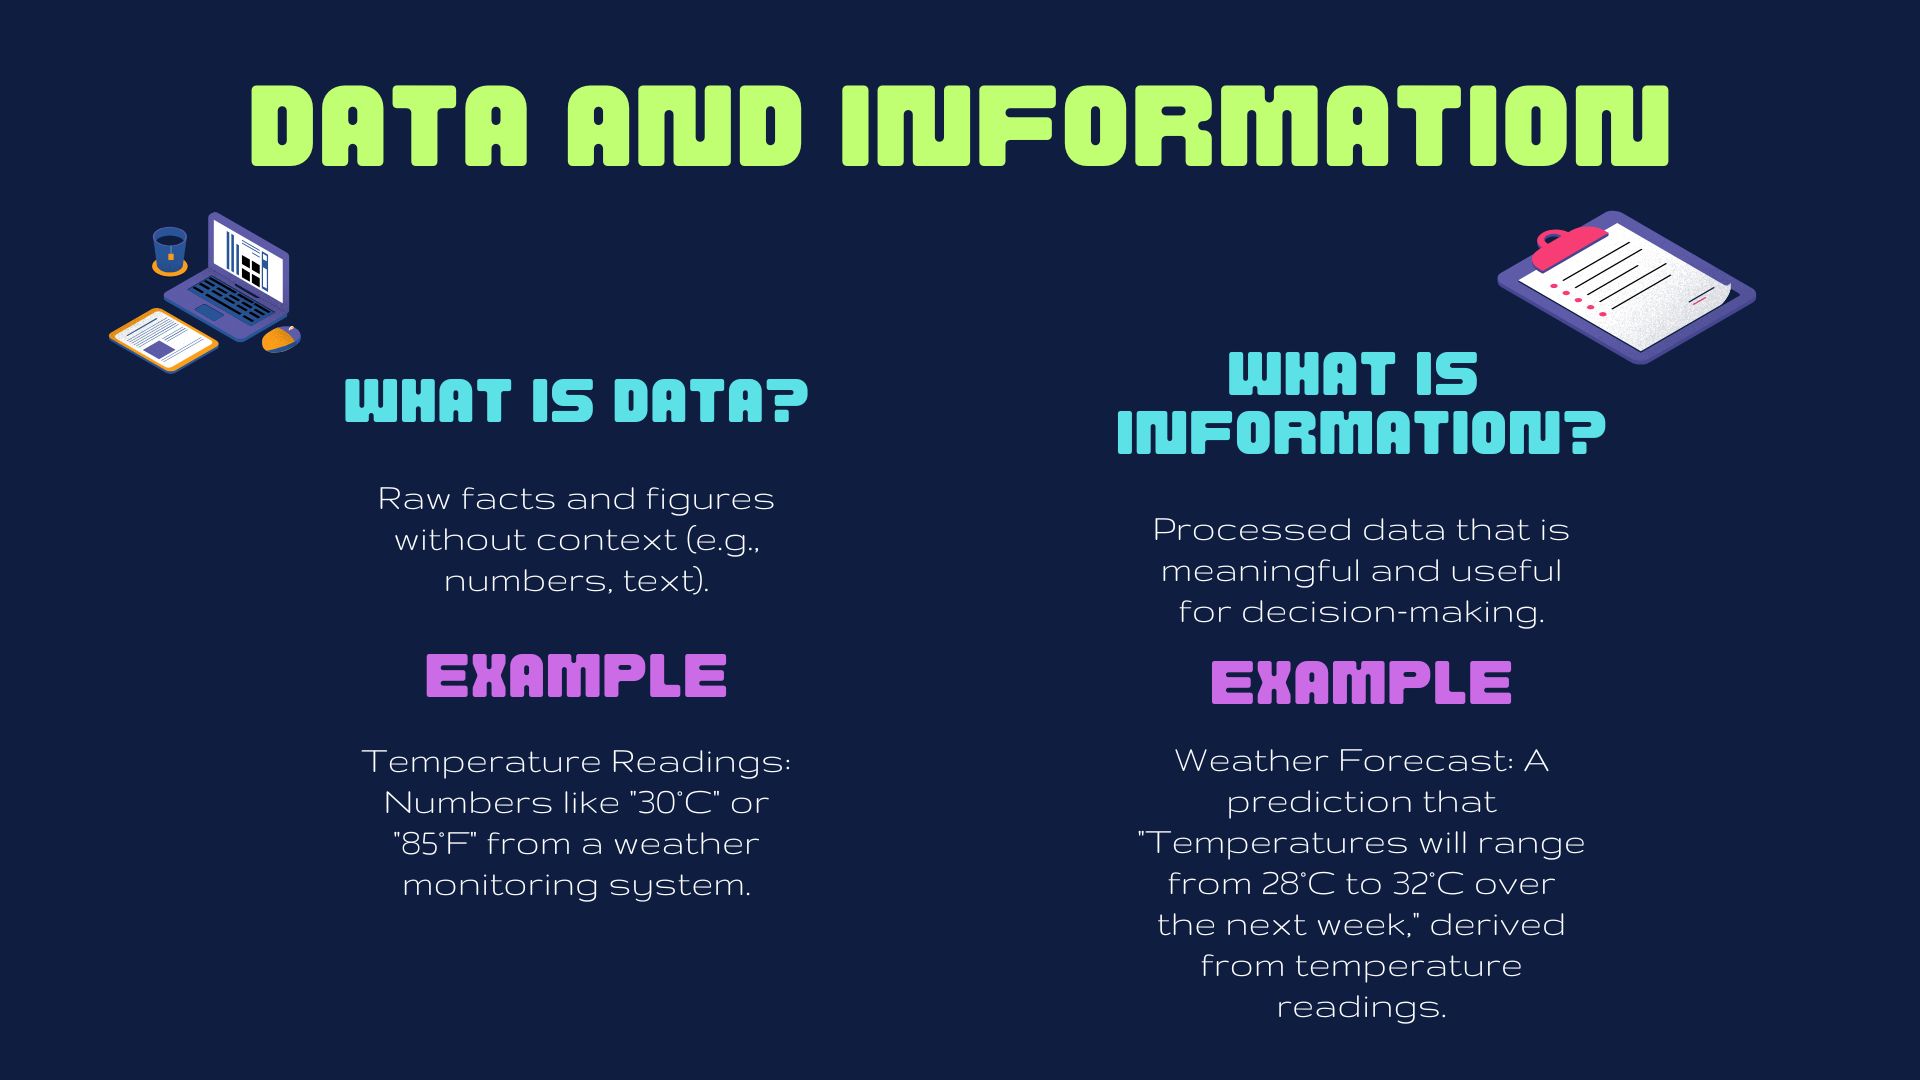 DATA AND INFORMATION
WHAT IS DATA?
Raw facts and figures
without context (e.g.,
numbers, text).
EXAMPLE
Temperature Readings:
Numbers like "30°C" or
"85°F" from a weather
monitoring system.
WHAT IS
INFORMATION?
Processed data that is
meaningful and useful
for decision-making.
EXAMPLE
Weather Forecast: A
prediction that
"Temperatures will range
from 28°C to 32°C over
the next week," derived
from temperature
readings.